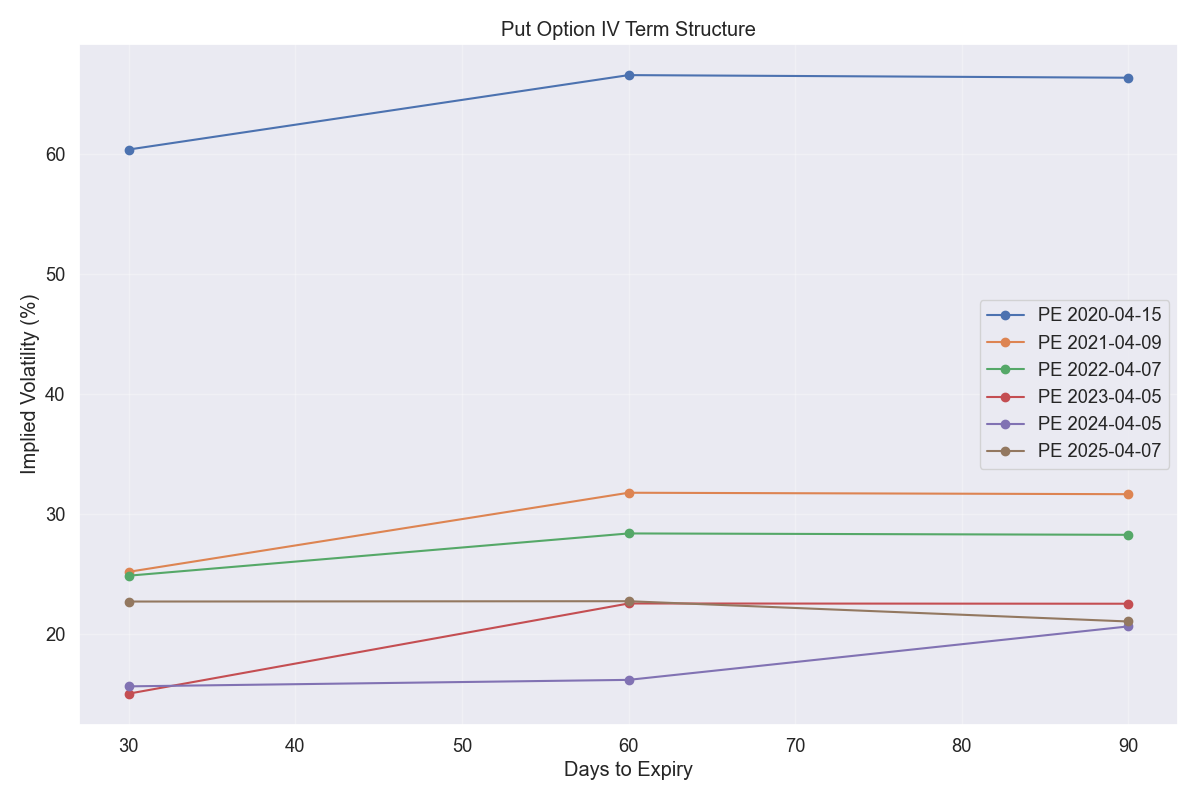 Put Option IV Term Structure
Implied Volatility (%)
60
50
40
30
20
PE 2020-04-15
PE 2021-04-09
PE 2022-04-07
PE 2023-04-05
PE 2024-04-05
PE 2025-04-07
30 40 50 60 70 80 90
Days to Expiry